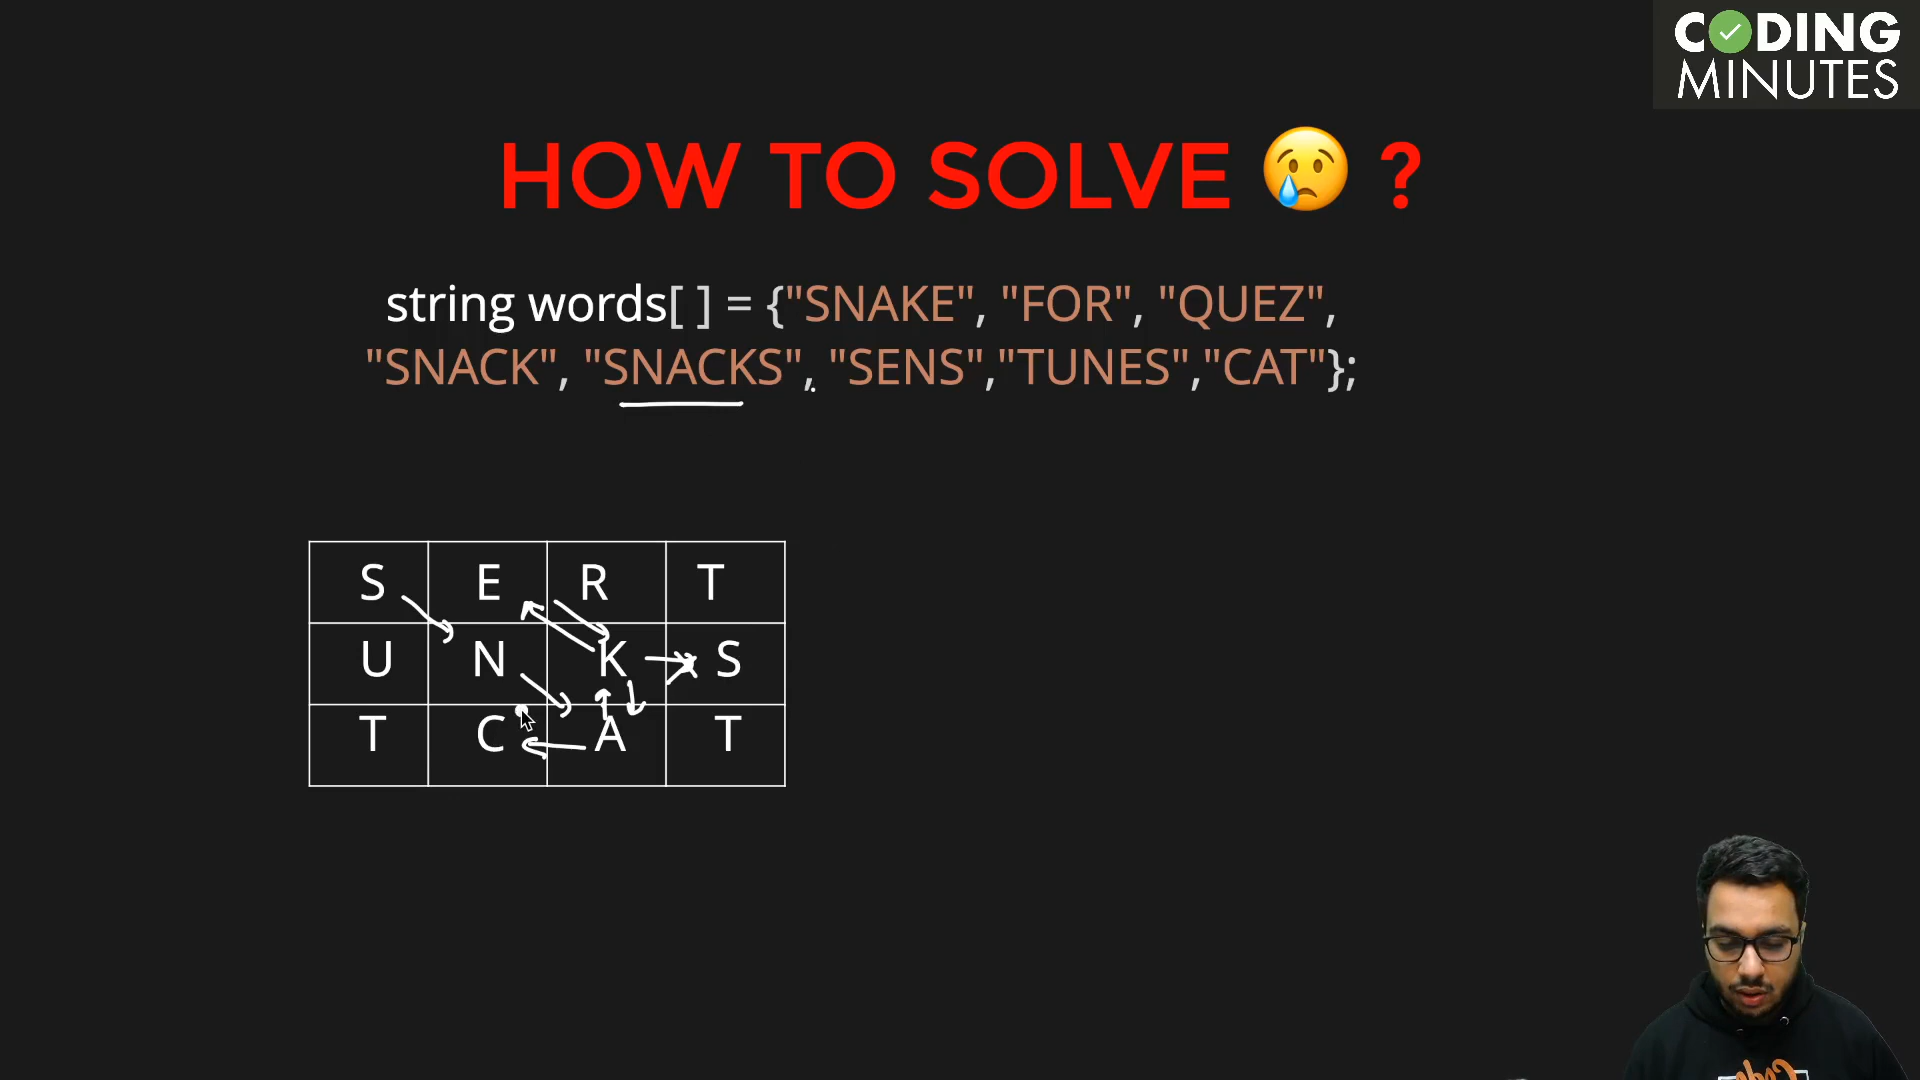 CODING
MINUTES
HOW TO SOLVE 😢 ?
string words[ ] = {"SNAKE", "FOR", "QUEZ",
"SNACK", "SNACKS", "SENS","TUNES","CAT"};
S E R T
U N K S
T C A T